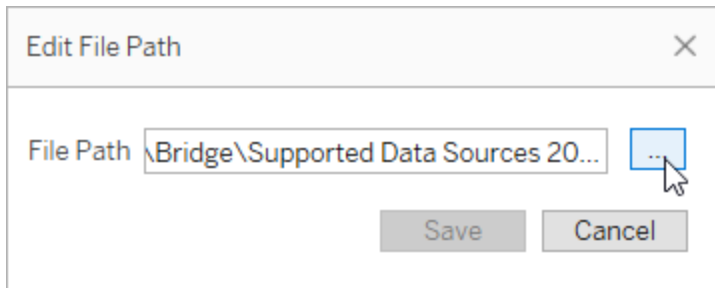 Edit File Path
File Path \Bridge\Supported Data Sources 20... ...
Save Cancel